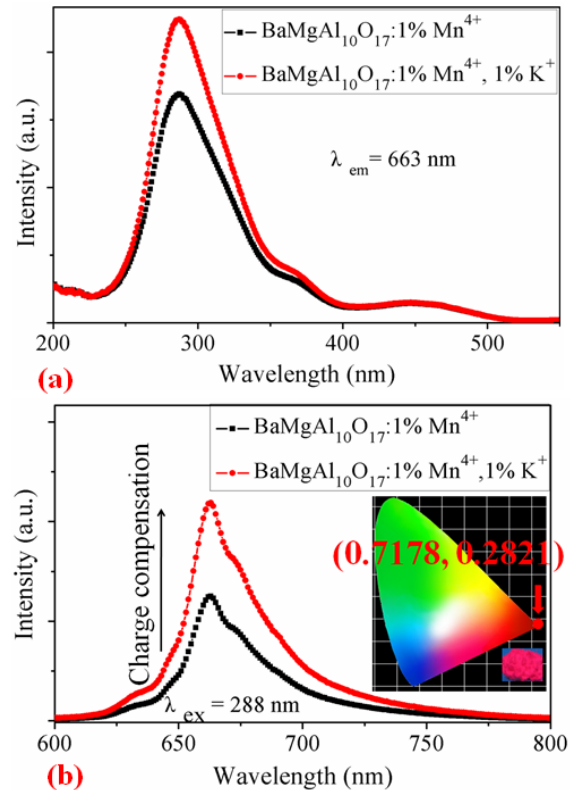 Intensity (a.u.)
BaMgAl₁₀O₁₇:1% Mn⁴⁺
BaMgAl₁₀O₁₇:1% Mn⁴⁺, 1% K⁺
λ em= 663 nm
200 300 400 500
Wavelength (nm)
(a)
Intensity (a.u.)
BaMgAl₁₀O₁₇:1% Mn⁴⁺
BaMgAl₁₀O₁₇:1% Mn⁴⁺,1% K⁺
Charge compensation
(0.7178, 0.2821)
λ ex = 288 nm
600 650 700 750 800
Wavelength (nm)
(b)